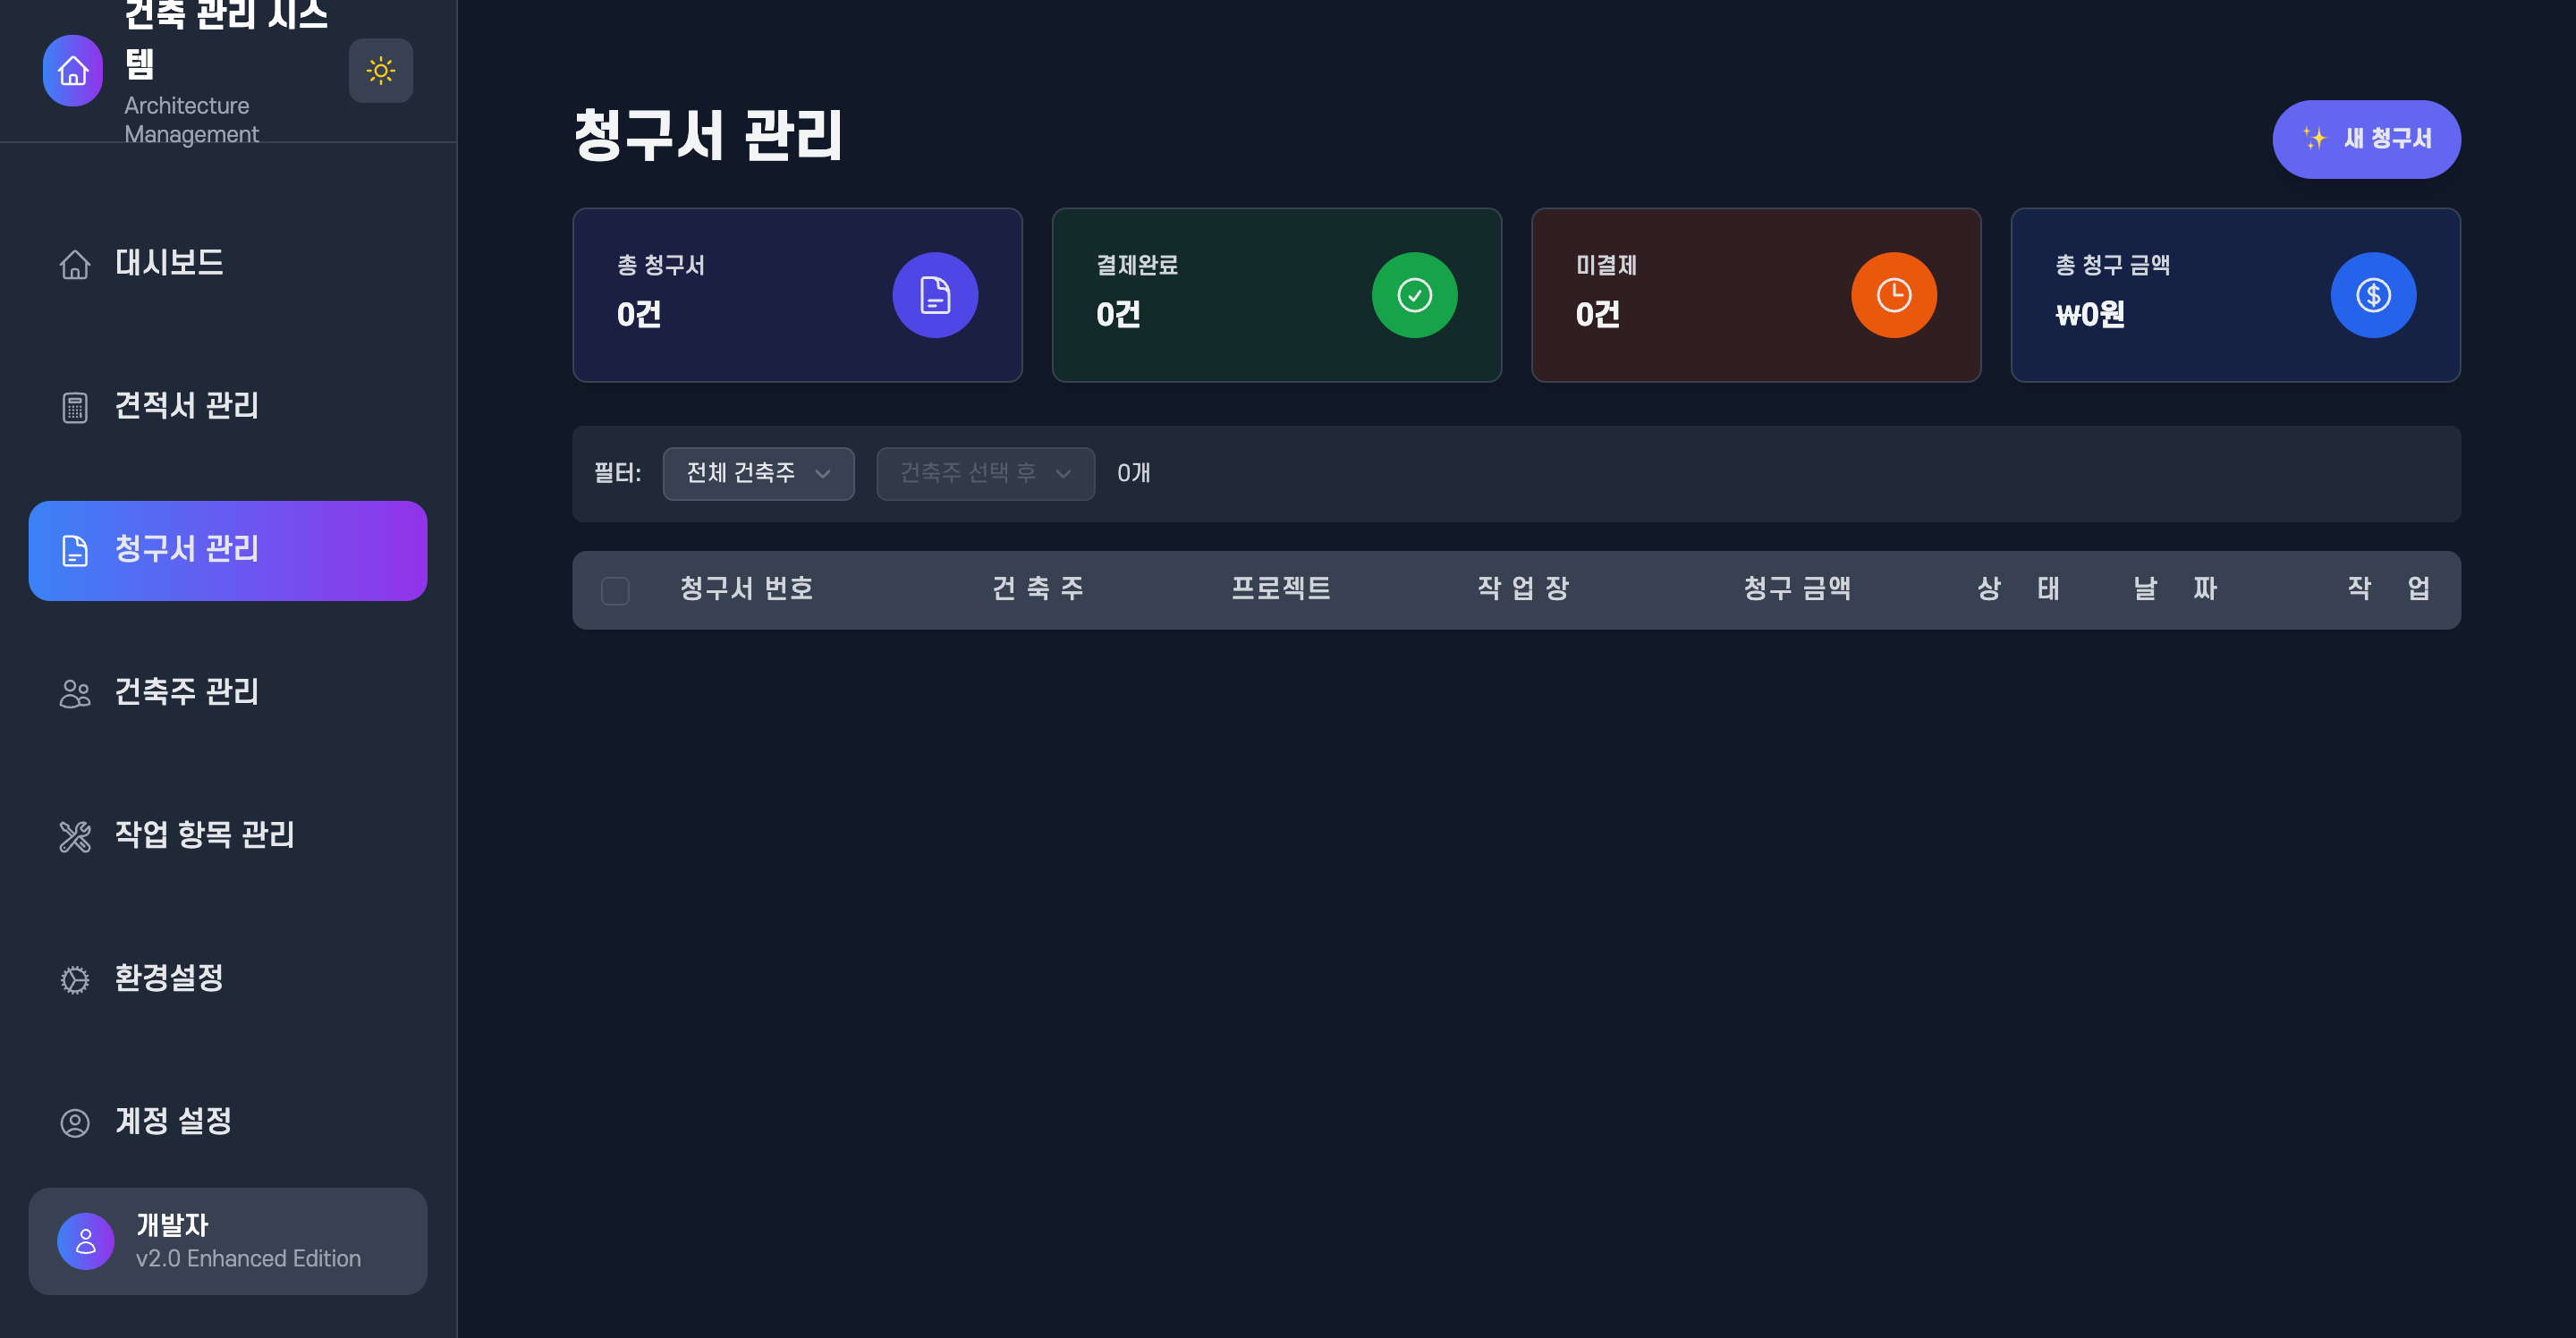 건축 관리 시스
템
Architecture
Management
대시보드
견적서 관리
청구서 관리
건축주 관리
작업 항목 관리
환경설정
계정 설정
개발자
v2.0 Enhanced Edition
청구서 관리
✨ 새 청구서
총 청구서
0건
결제완료
0건
미결제
0건
총 청구 금액
₩0원
필터: 전체 건축주 건축주 선택 후 0개
청구서 번호 건 축 주 프로젝트 작 업 장 청구 금액 상 태 날 짜 작 업